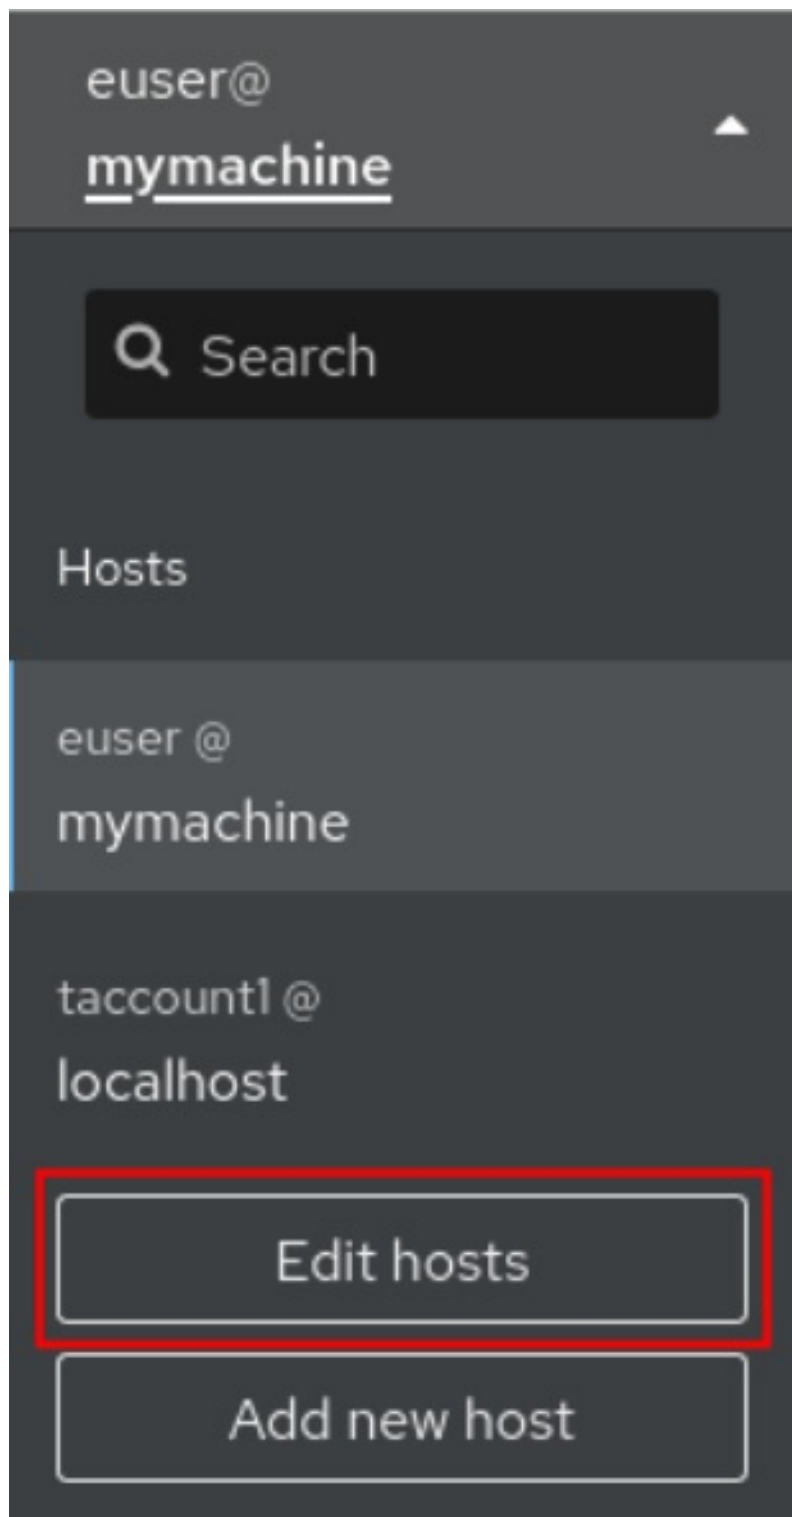 euser@
mymachine
Search
Hosts
euser @
mymachine
taccount1 @
localhost
Edit hosts
Add new host